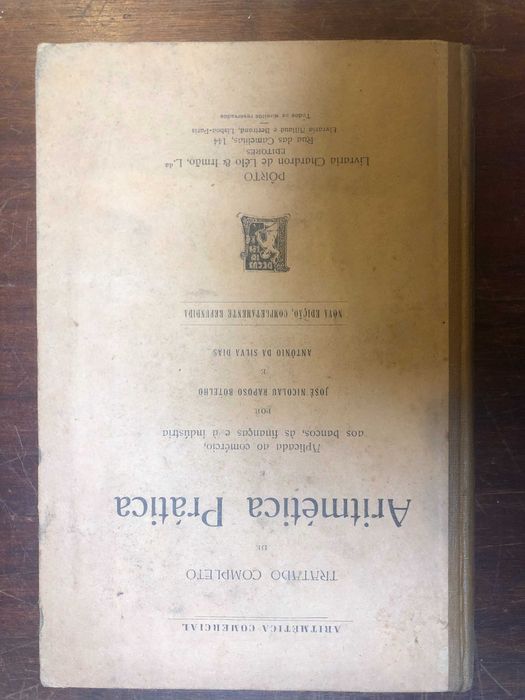 ARITMÉTICA COMERCIAL
TRATADO COMPLETO
DE
Aritmética Prática
E
Aplicada ao comércio,
aos bancos, ás finanças e á indústria
POR
JOSÉ NICOLAU RAPOSO BOTELHO
E
ANTÓNIO DA SILVA DIAS
NOVA EDIÇÃO, COMPLETAMENTE REFUNDIDA
DECUS
PÔRTO
Livraria Chardron de Lélo & Irmão, L.da
EDITORES
Rua das Carmelitas, 144
Livraria Aillaud e Bertrand, Lisboa-Paris
Todos os direitos reservados